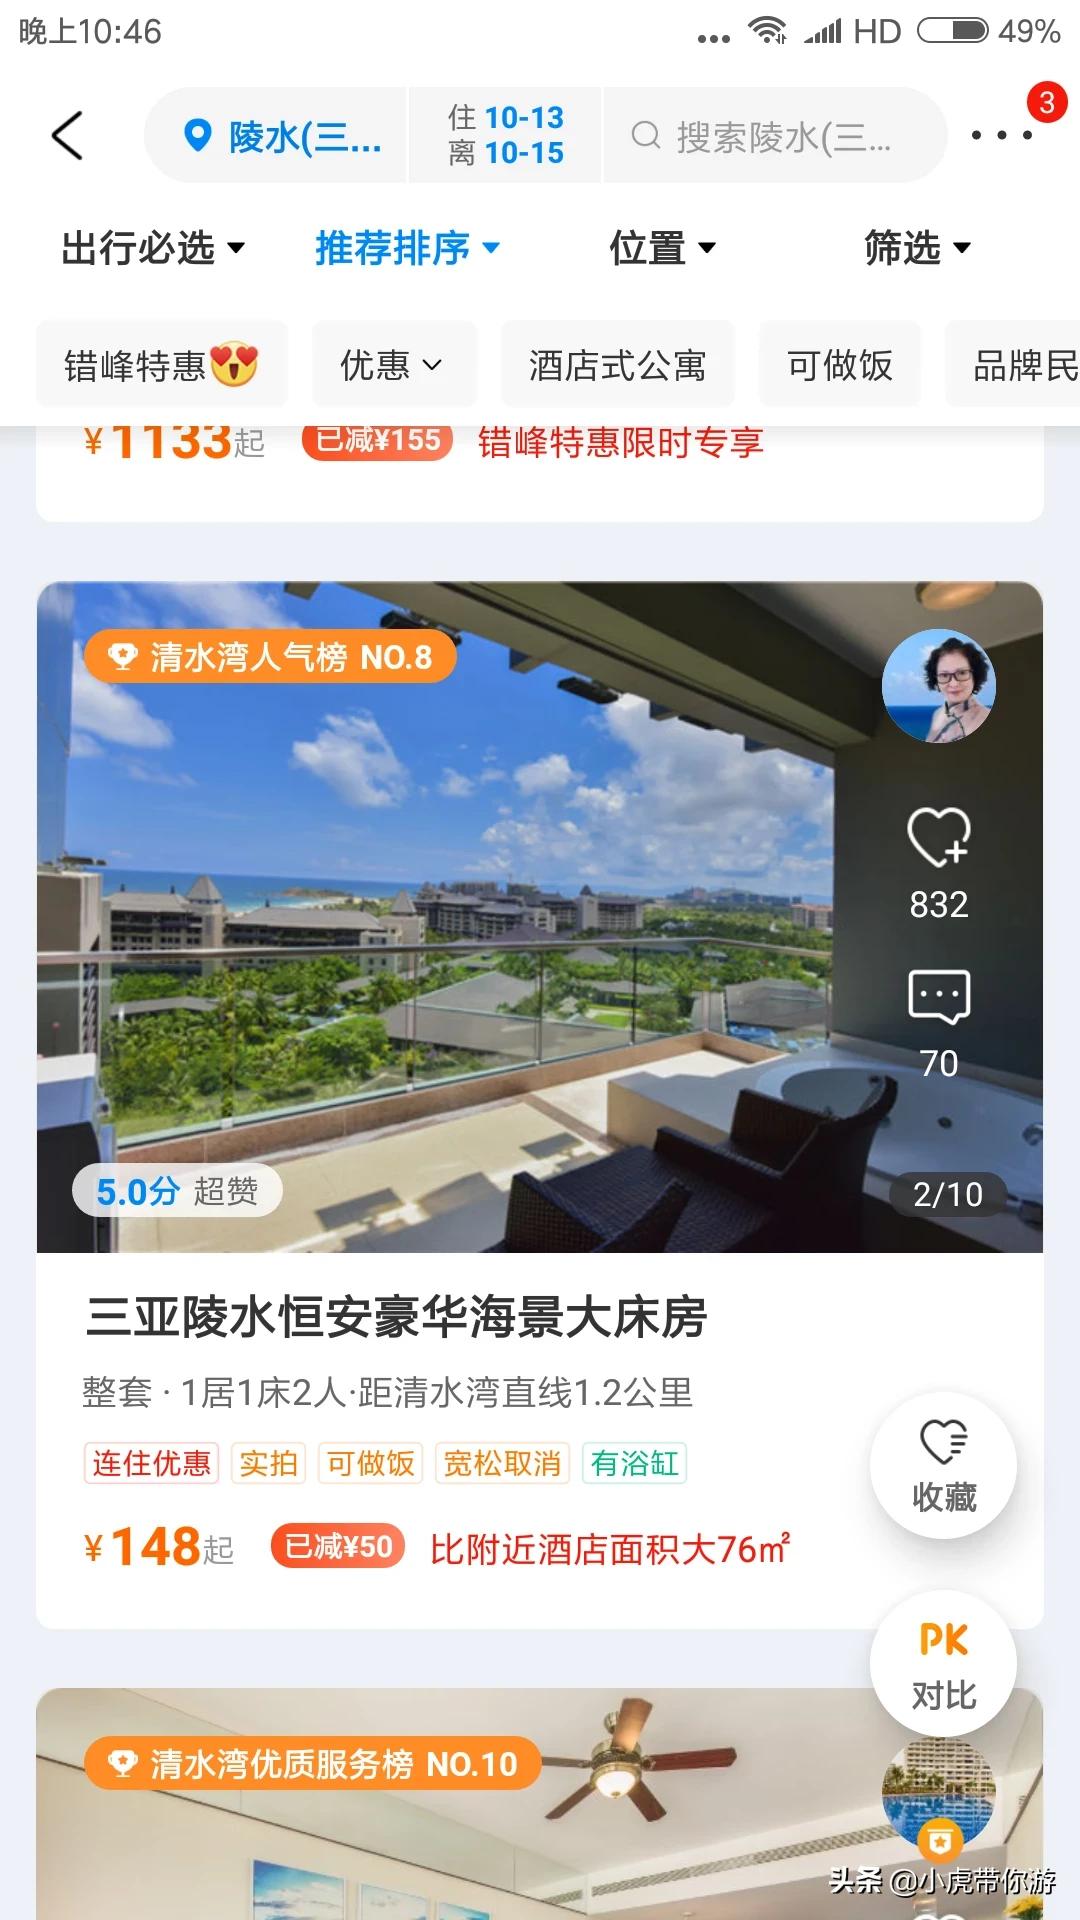 晚上10:46
HD
49%
陵水(三...
住 10-13
离 10-15
搜索陵水(三...
3
出行必选
推荐排序
位置
筛选
错峰特惠
优惠
酒店式公寓
可做饭
品牌民
¥1133起 已减¥155 错峰特惠限时专享
清水湾人气榜 NO.8
832
70
5.0分 超赞
2/10
三亚陵水恒安豪华海景大床房
整套 · 1居1床2人·距清水湾直线1.2公里
连住优惠 实拍 可做饭 宽松取消 有浴缸
收藏
¥148起 已减¥50 比附近酒店面积大76㎡
PK
对比
清水湾优质服务榜 NO.10
头条 @小虎带你游